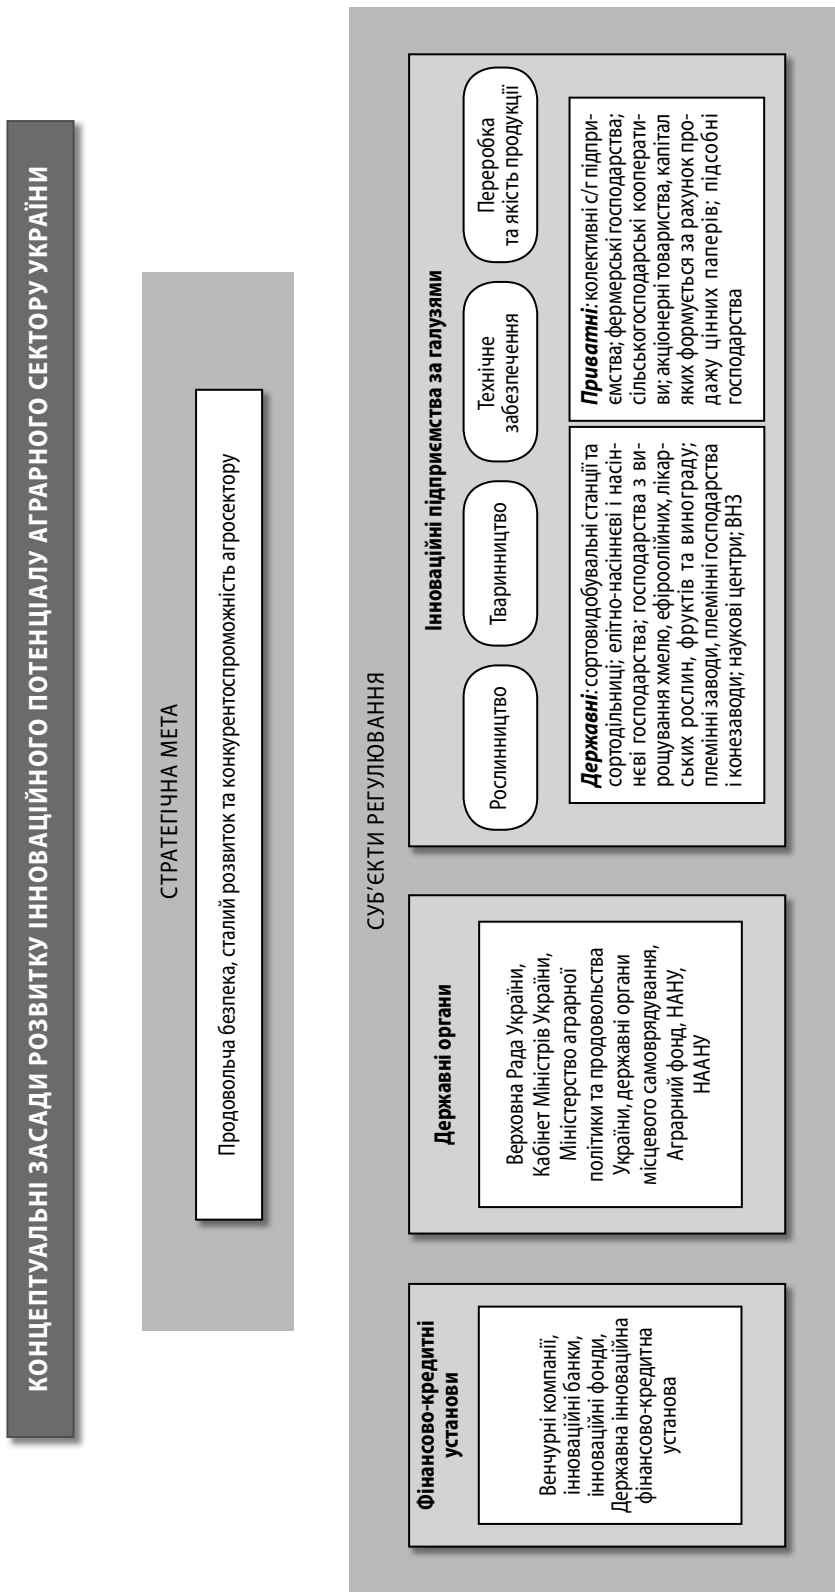 КОНЦЕПТУАЛЬНІ ЗАСАДИ РОЗВИТКУ ІННОВАЦІЙНОГО ПОТЕНЦІАЛУ АГРАРНОГО СЕКТОРУ УКРАЇНИ
СТРАТЕГІЧНА МЕТА
Продовольча безпека, сталий розвиток та конкурентоспроможність агросектору
СУБ'ЄКТИ РЕГУЛЮВАННЯ
Фінансово-кредитні
установи
Венчурні компанії,
інноваційні банки,
інноваційні фонди,
Державна інноваційна
фінансово-кредитна
установа
Державні органи
Верховна Рада України,
Кабінет Міністрів України,
Міністерство аграрної
політики та продовольства
України, державні органи
місцевого самоврядування,
Аграрний фонд, НАНУ,
НААНУ
Інноваційні підприємства за галузями
Рослинництво
Тваринництво
Технічне
забезпечення
Переробка
та якість продукції
Державні: сортовидобувальні станції та
сортодільниці; елітно-насіннєві і насін-
нєві господарства; господарства з ви-
рощування хмелю, ефіроолійних, лікар-
ських рослин, фруктів та винограду;
племінні заводи, племінні господарства
і конезаводи; наукові центри; ВНЗ
Приватні: колективні с/г підпри-
ємства; фермерські господарства;
сільськогосподарські кооперати-
ви; акціонерні товариства, капітал
яких формується за рахунок про-
дажу цінних паперів; підсобні
господарства